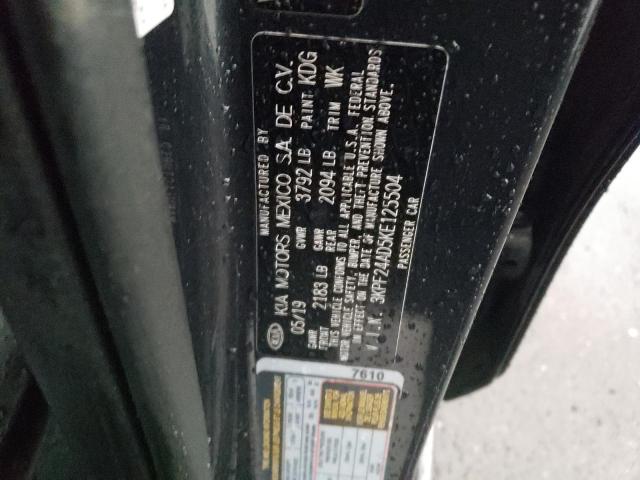 MANUFACTURED BY
KIA MOTORS MEXICO S.A DE C.V.
05/19 GVWR 3792 LB PAINT KDG
GAWR FRONT 2183 LB GAWR REAR 2094 LB TRIM WK
THIS VEHICLE CONFORMS TO ALL APPLICABLE U.S.A. FEDERAL
MOTOR VEHICLE SAFETY, BUMPER, AND THEFT PREVENTION STANDARDS
IN EFFECT ON THE DATE OF MANUFACTURE SHOWN ABOVE.
V.I.N. 3KPF24AD5KE125504
PASSENGER CAR
KIA
7610